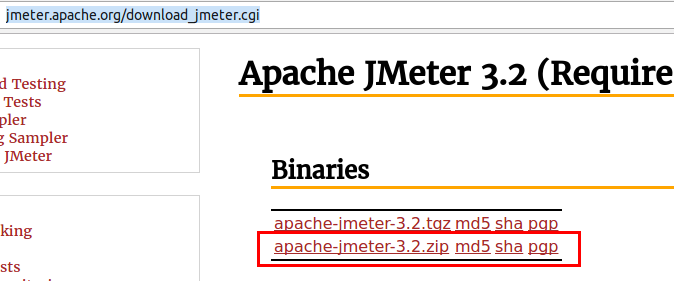 jmeter.apache.org/download_jmeter.cgi
d Testing
Tests
pler
g Sampler
JMeter
king
sts
Apache JMeter 3.2 (Require
Binaries
apache-jmeter-3.2.tgz md5 sha pgp
apache-jmeter-3.2.zip md5 sha pgp